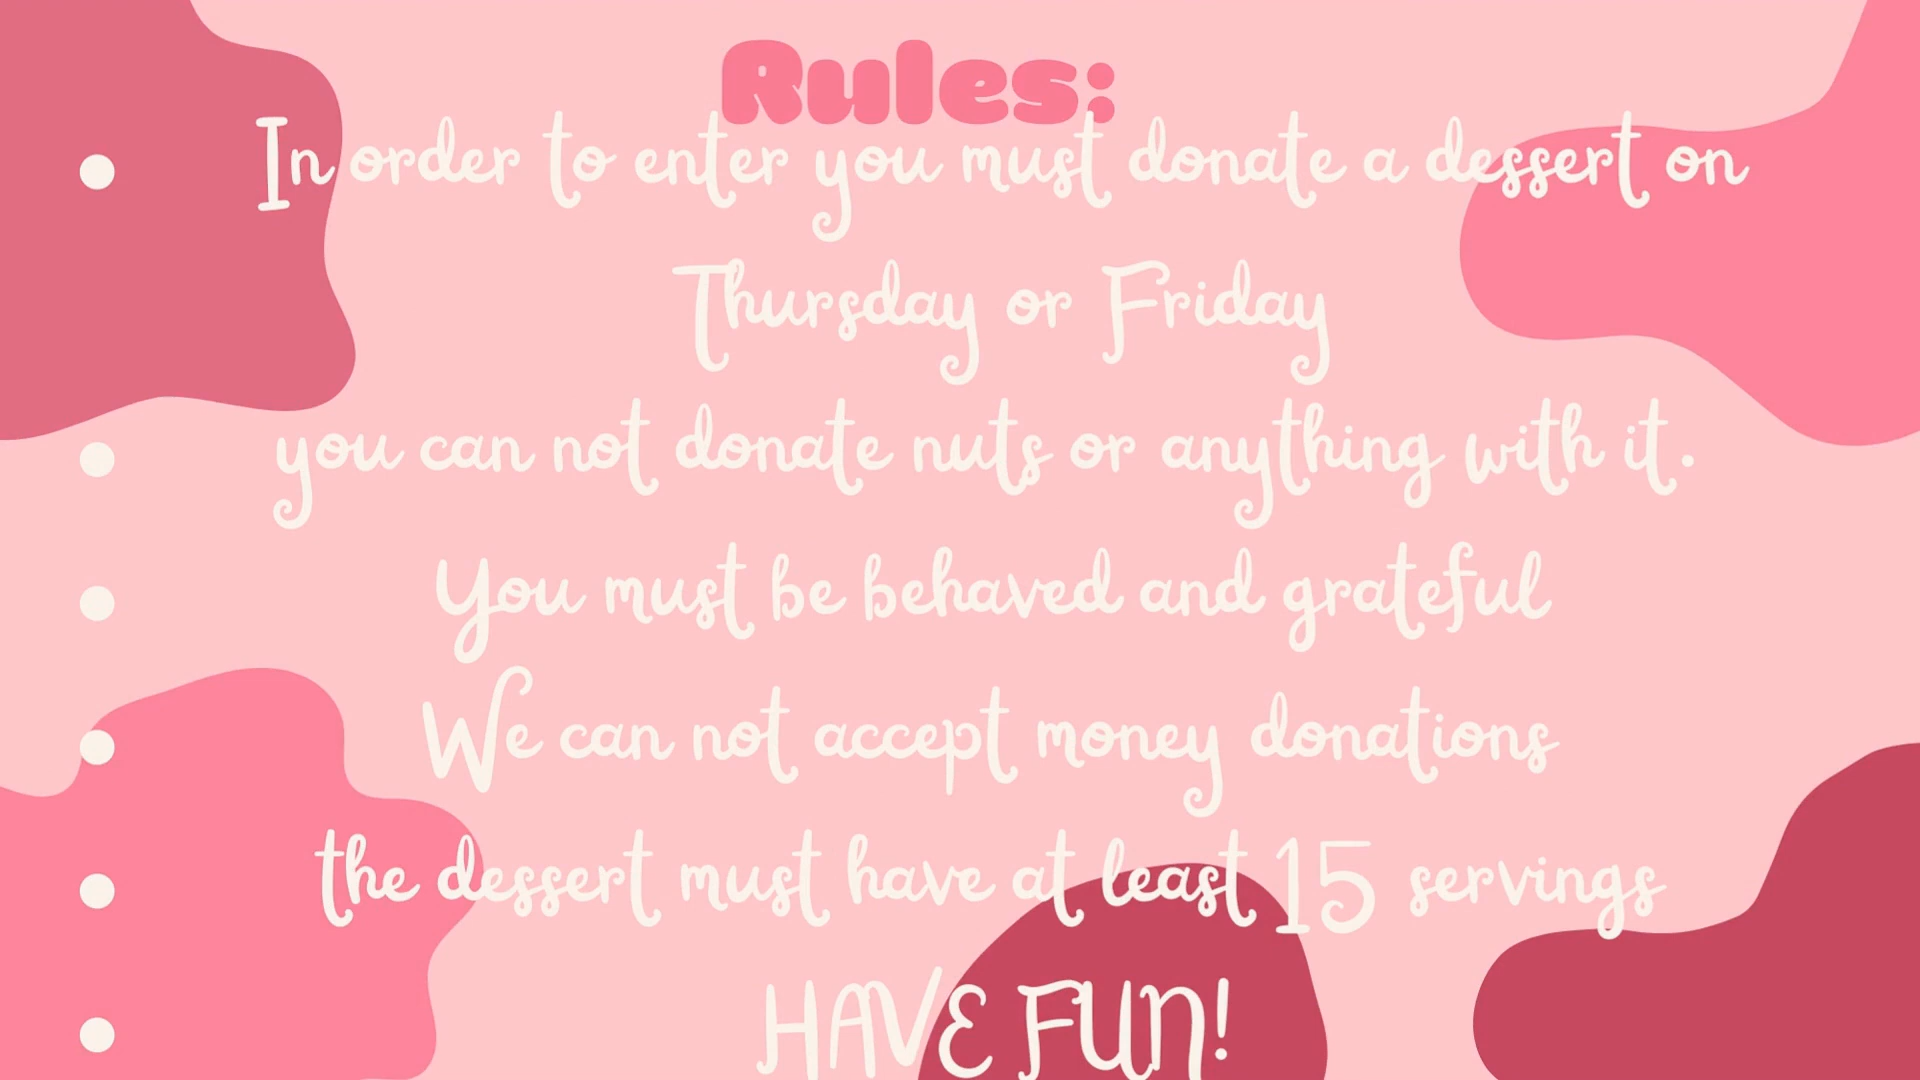 Rules:
In order to enter you must donate a dessert on
Thursday or Friday
you can not donate nuts or anything with it.
You must be behaved and grateful
We can not accept money donations
the dessert must have at least 15 servings
HAVE FUN!